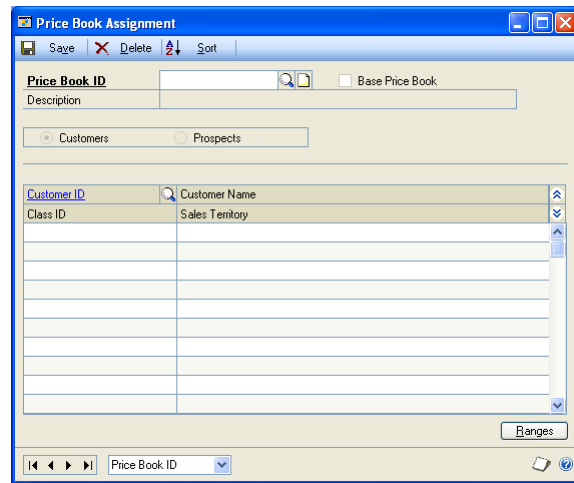 Price Book Assignment
Save Delete Sort
Price Book ID Base Price Book
Description
Customers Prospects
Customer ID Customer Name
Class ID Sales Territory
Ranges
Price Book ID